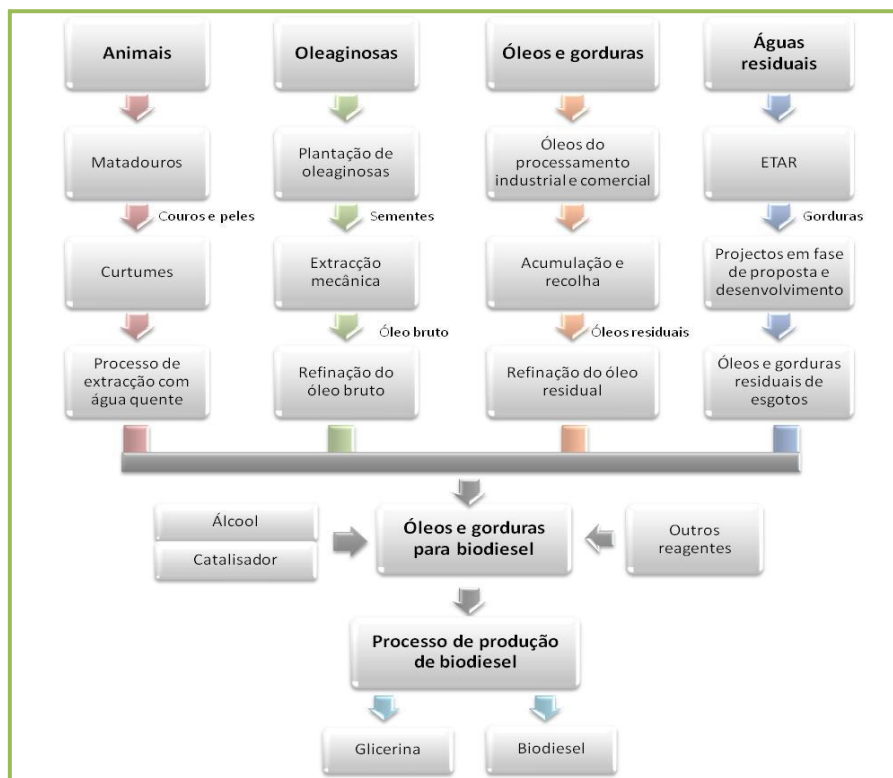 Animais
Matadouros
Couros e peles
Curtumes
Processo de
extracção com
água quente
Oleaginosas
Plantação de
oleaginosas
Sementes
Extracção
mecânica
Óleo bruto
Refinação do
óleo bruto
Óleos e gorduras
Óleos do
processamento
industrial e comercial
Acumulação e
recolha
Óleos residuais
Refinação do óleo
residual
Águas
residuais
ETAR
Gorduras
Projectos em fase
de proposta e
desenvolvimento
Óleos e gorduras
residuais de
esgotos
Álcool
Catalisador
Óleos e gorduras
para biodiesel
Outros
reagentes
Processo de produção
de biodiesel
Glicerina
Biodiesel